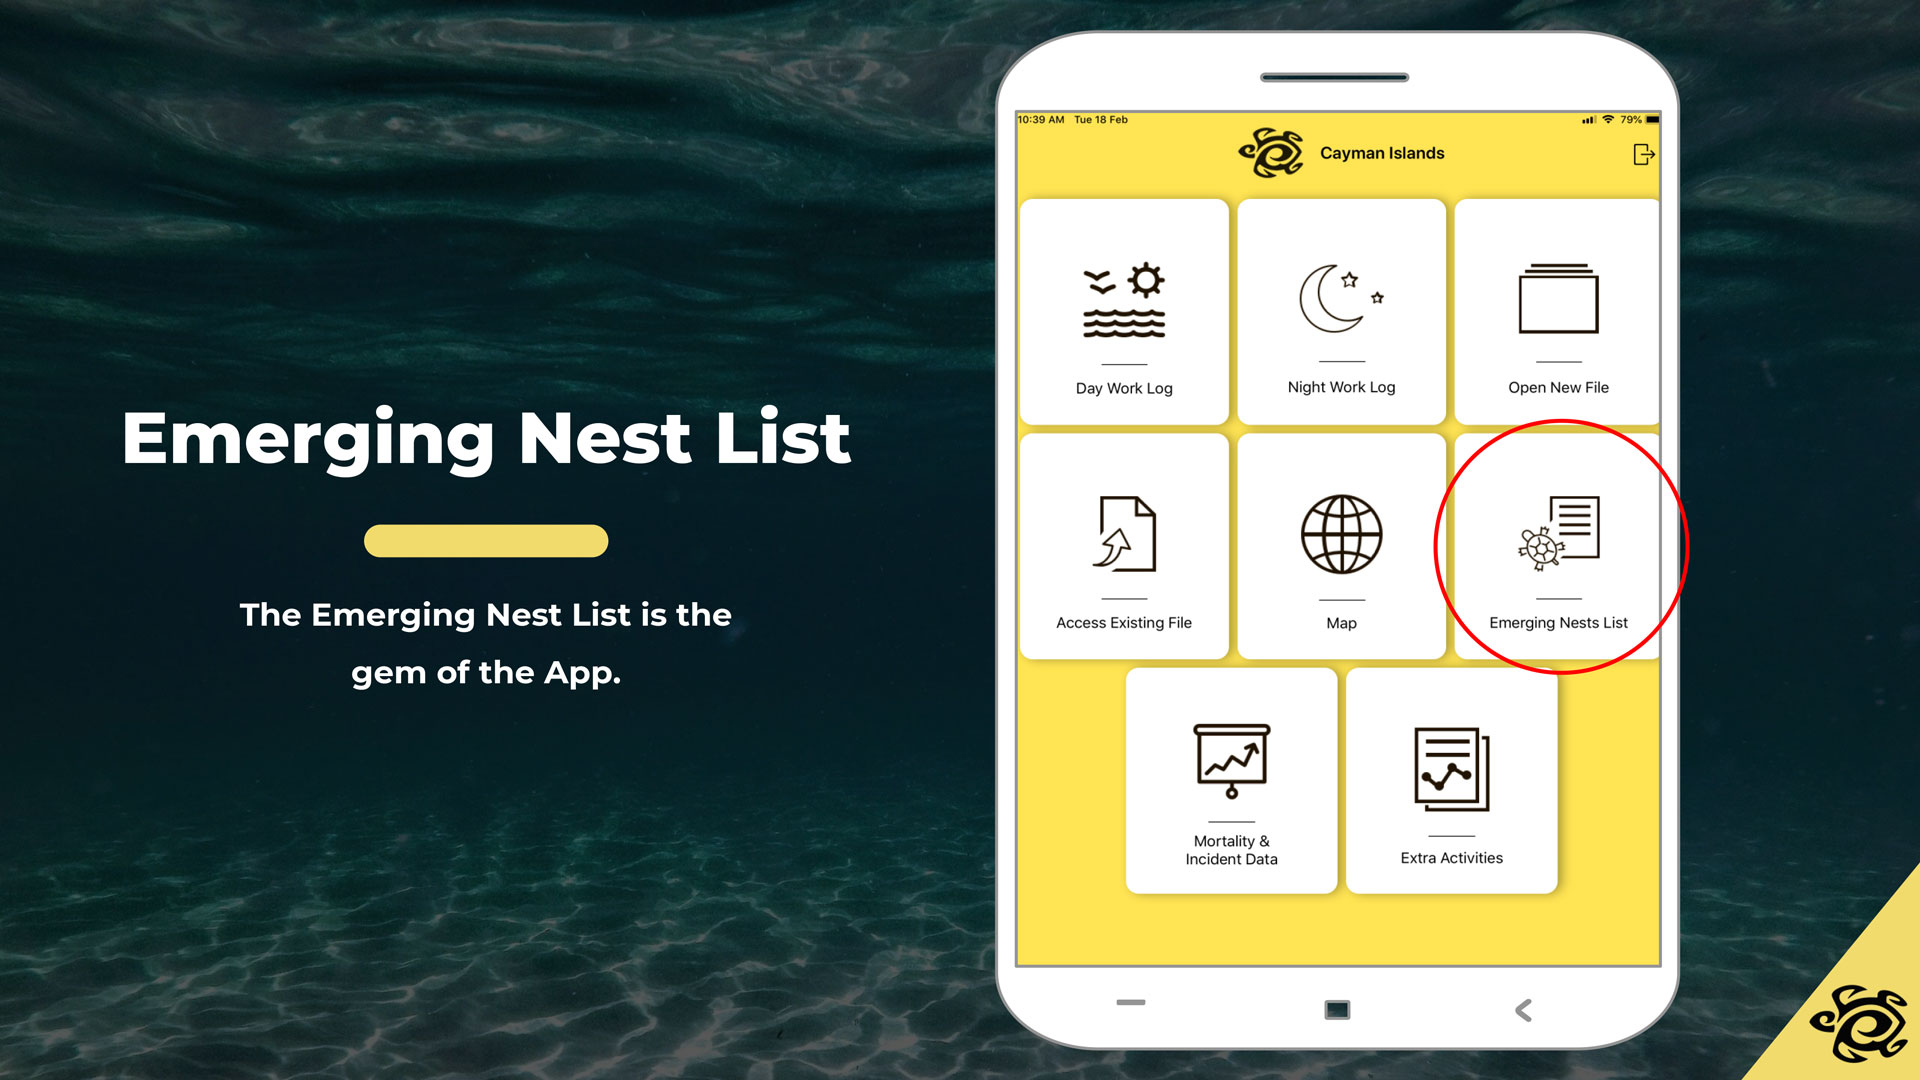 Emerging Nest List
The Emerging Nest List is the
gem of the App.
10:39 AM Tue 18 Feb
79%
Cayman Islands
Day Work Log
Night Work Log
Open New File
Access Existing File
Map
Emerging Nests List
Mortality &
Incident Data
Extra Activities